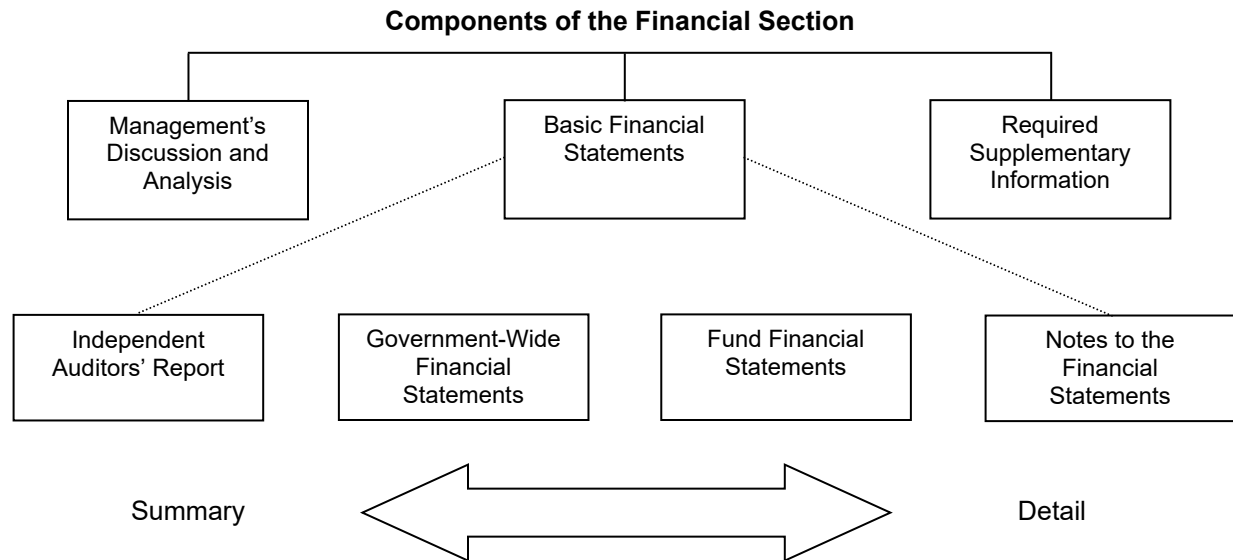 Components of the Financial Section
Management’s
Discussion and
Analysis
Basic Financial
Statements
Required
Supplementary
Information
Independent
Auditors’ Report
Government-Wide
Financial
Statements
Fund Financial
Statements
Notes to the
Financial
Statements
Summary
Detail